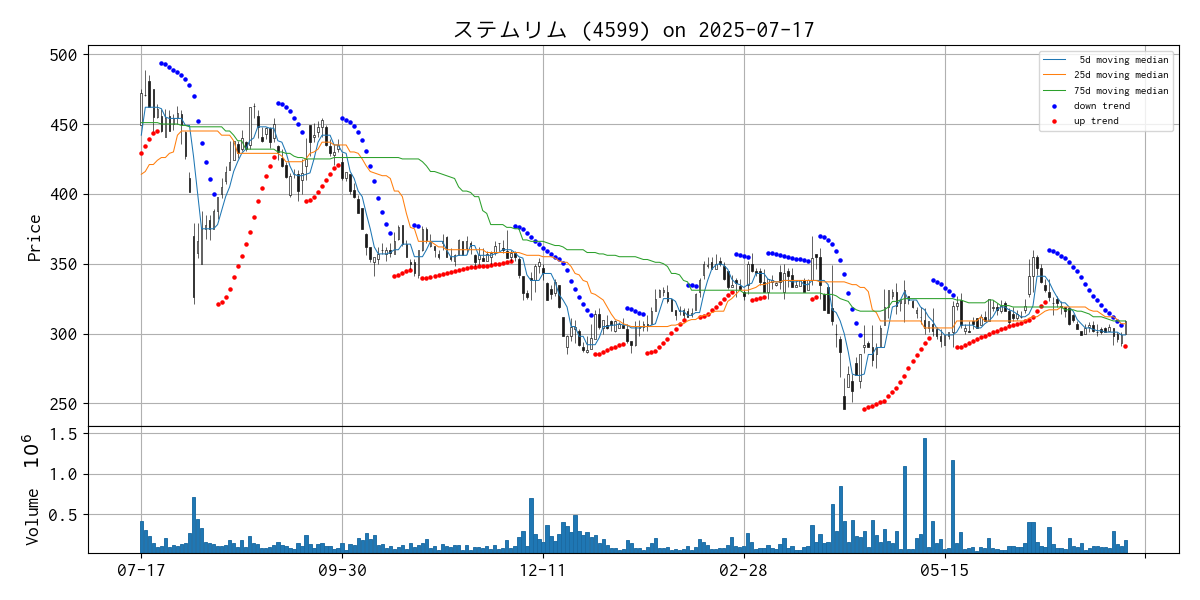 ステムリム (4599) on 2025-07-17
500
450
400
350
300
250
Price
5d moving median
25d moving median
75d moving median
down trend
up trend
1.5
1.0
0.5
Volume 10⁶
07-17
09-30
12-11
02-28
05-15